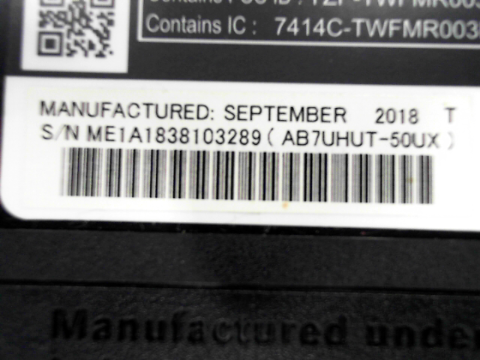 Contains IC : 7414C-TWFMR003
MANUFACTURED: SEPTEMBER 2018 T
S/N ME1A1838103289 ( AB7UHUT-50UX )
Manufactured under